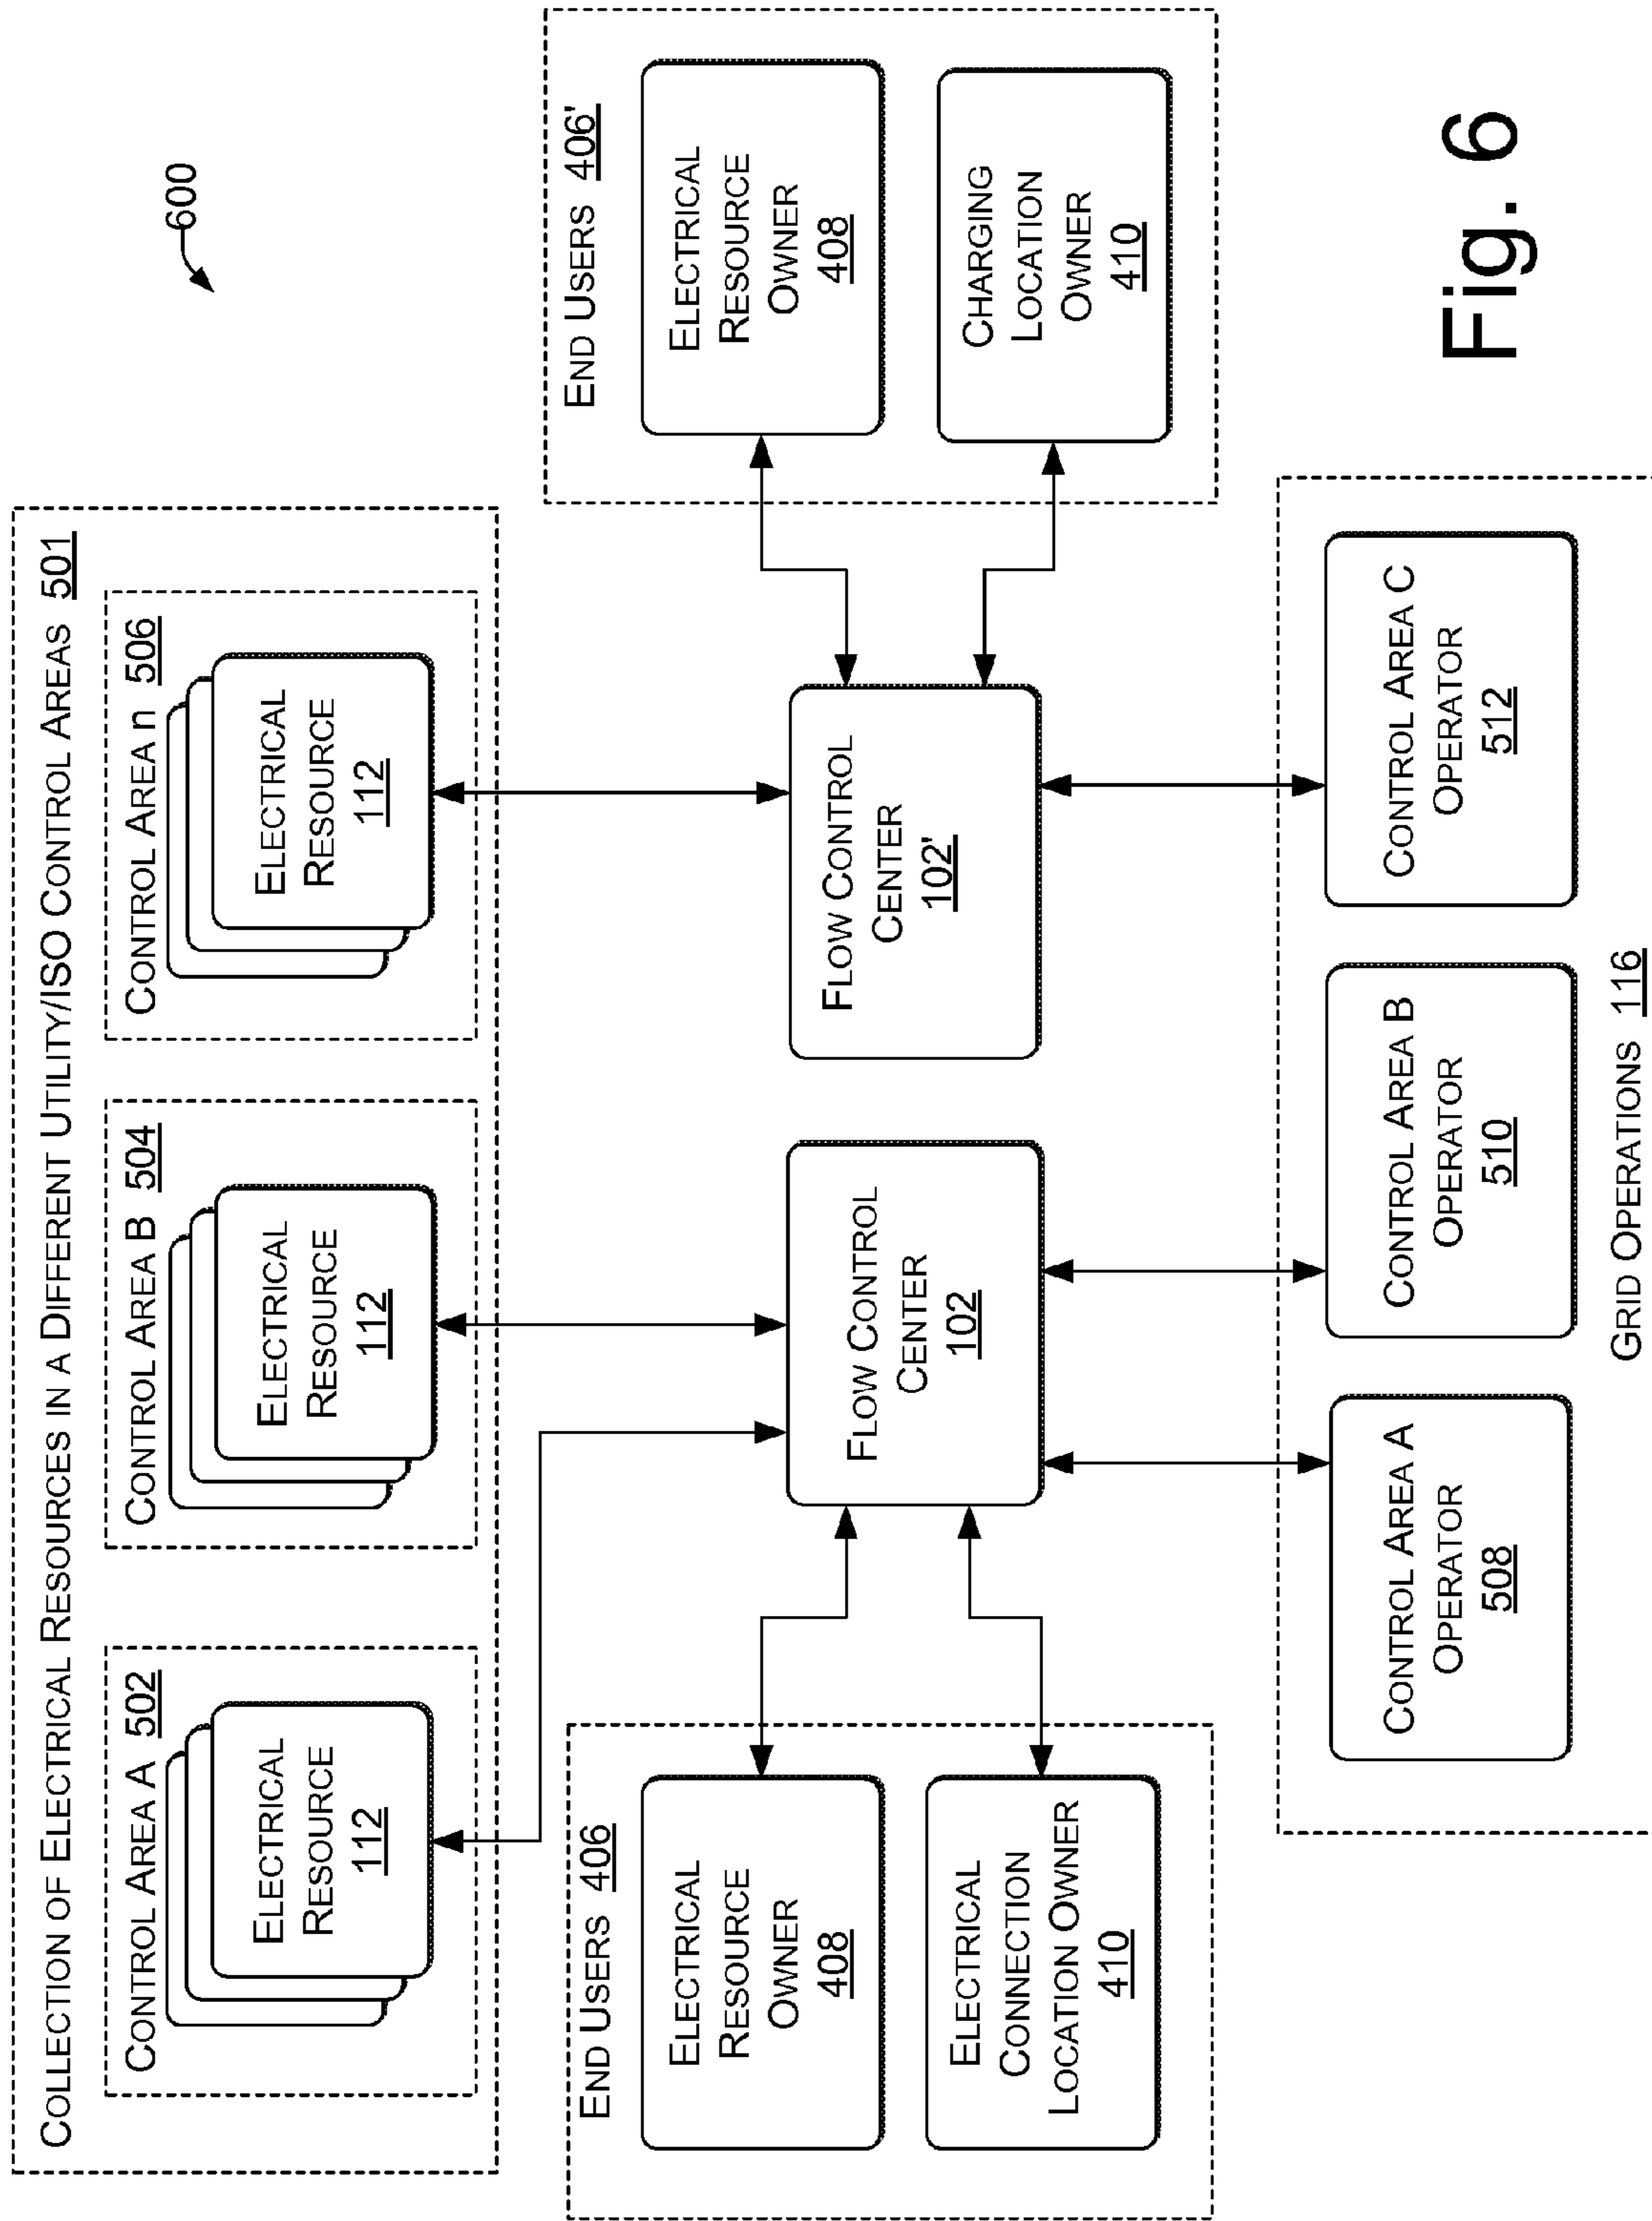 600
COLLECTION OF ELECTRICAL RESOURCES IN A DIFFERENT UTILITY/ISO CONTROL AREAS 501
CONTROL AREA A 502
ELECTRICAL
RESOURCE
112
CONTROL AREA B 504
ELECTRICAL
RESOURCE
112
CONTROL AREA n 506
ELECTRICAL
RESOURCE
112
END USERS 406
ELECTRICAL
RESOURCE
OWNER
408
ELECTRICAL
CONNECTION
LOCATION OWNER
410
FLOW CONTROL
CENTER
102
FLOW CONTROL
CENTER
102'
END USERS 406'
ELECTRICAL
RESOURCE
OWNER
408
CHARGING
LOCATION
OWNER
410
CONTROL AREA A
OPERATOR
508
CONTROL AREA B
OPERATOR
510
CONTROL AREA C
OPERATOR
512
GRID OPERATIONS 116
Fig. 6